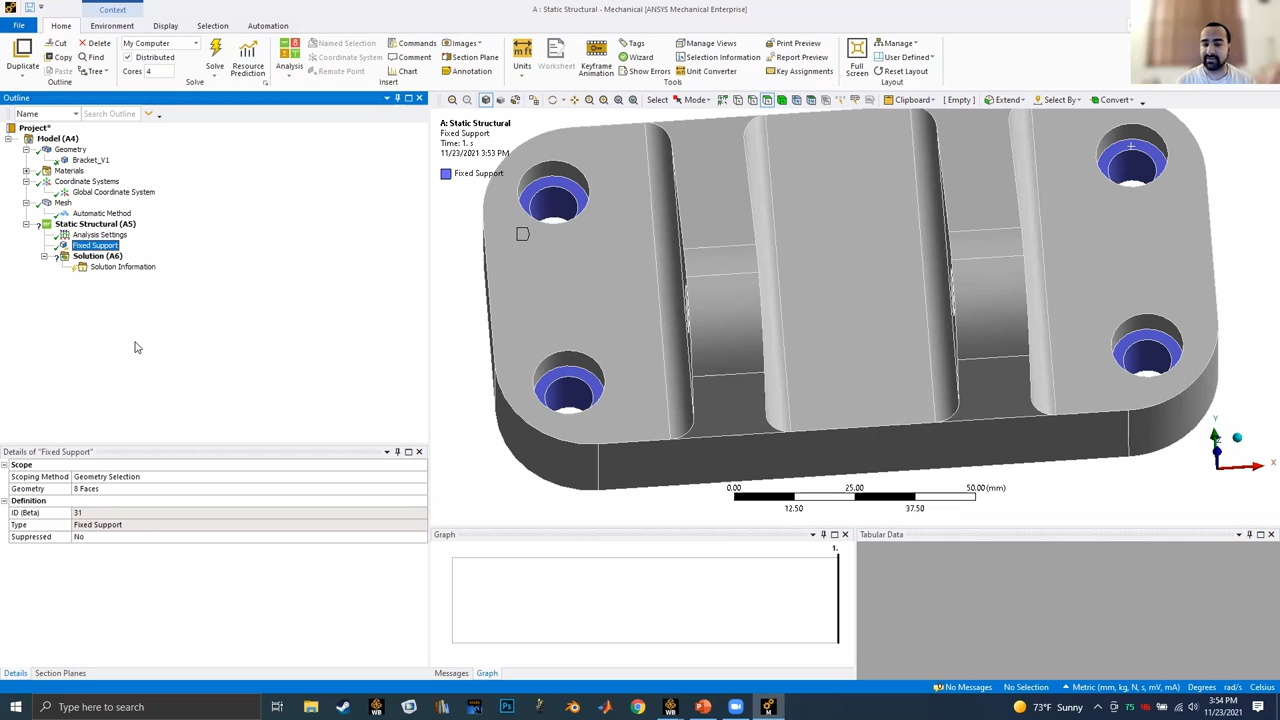 Context
A : Static Structural - Mechanical [ANSYS Mechanical Enterprise]
File Home Environment Display Selection Automation
Duplicate
Cut
Copy
Paste
Delete
Find
Tree
Outline
My Computer
Distributed
Cores 4
Solve
Resource Prediction
Solve
Analysis
Named Selection
Coordinate System
Remote Point
Commands
Comment
Chart
Images
Section Plane
Annotation
Insert
Units
Worksheet
Keyframe Animation
Tags
Wizard
Show Errors
Manage Views
Selection Information
Unit Converter
Print Preview
Report Preview
Key Assignments
Tools
Full Screen
Manage
User Defined
Reset Layout
Layout
Outline
Name Search Outline
Project*
Model (A4)
Geometry
Bracket_V1
Materials
Coordinate Systems
Global Coordinate System
Mesh
Automatic Method
Static Structural (A5)
Analysis Settings
Fixed Support
Solution (A6)
Solution Information
Details of "Fixed Support"
Scope
Scoping Method Geometry Selection
Geometry 8 Faces
Definition
ID (Beta) 31
Type Fixed Support
Suppressed No
Details Section Planes
Select Mode Clipboard [ Empty ] Extend Select By Convert
A: Static Structural
Fixed Support
Time: 1. s
11/23/2021 3:53 PM
Fixed Support
Y
Z
X
0.00 25.00 50.00 (mm)
12.50 37.50
Graph
1.
Messages Graph
Tabular Data
No Messages No Selection Metric (mm, kg, N, s, mV, mA) Degrees rad/s Celsius
Type here to search
WB
Ps
WB
M
73°F Sunny
75
46
3:54 PM
11/23/2021